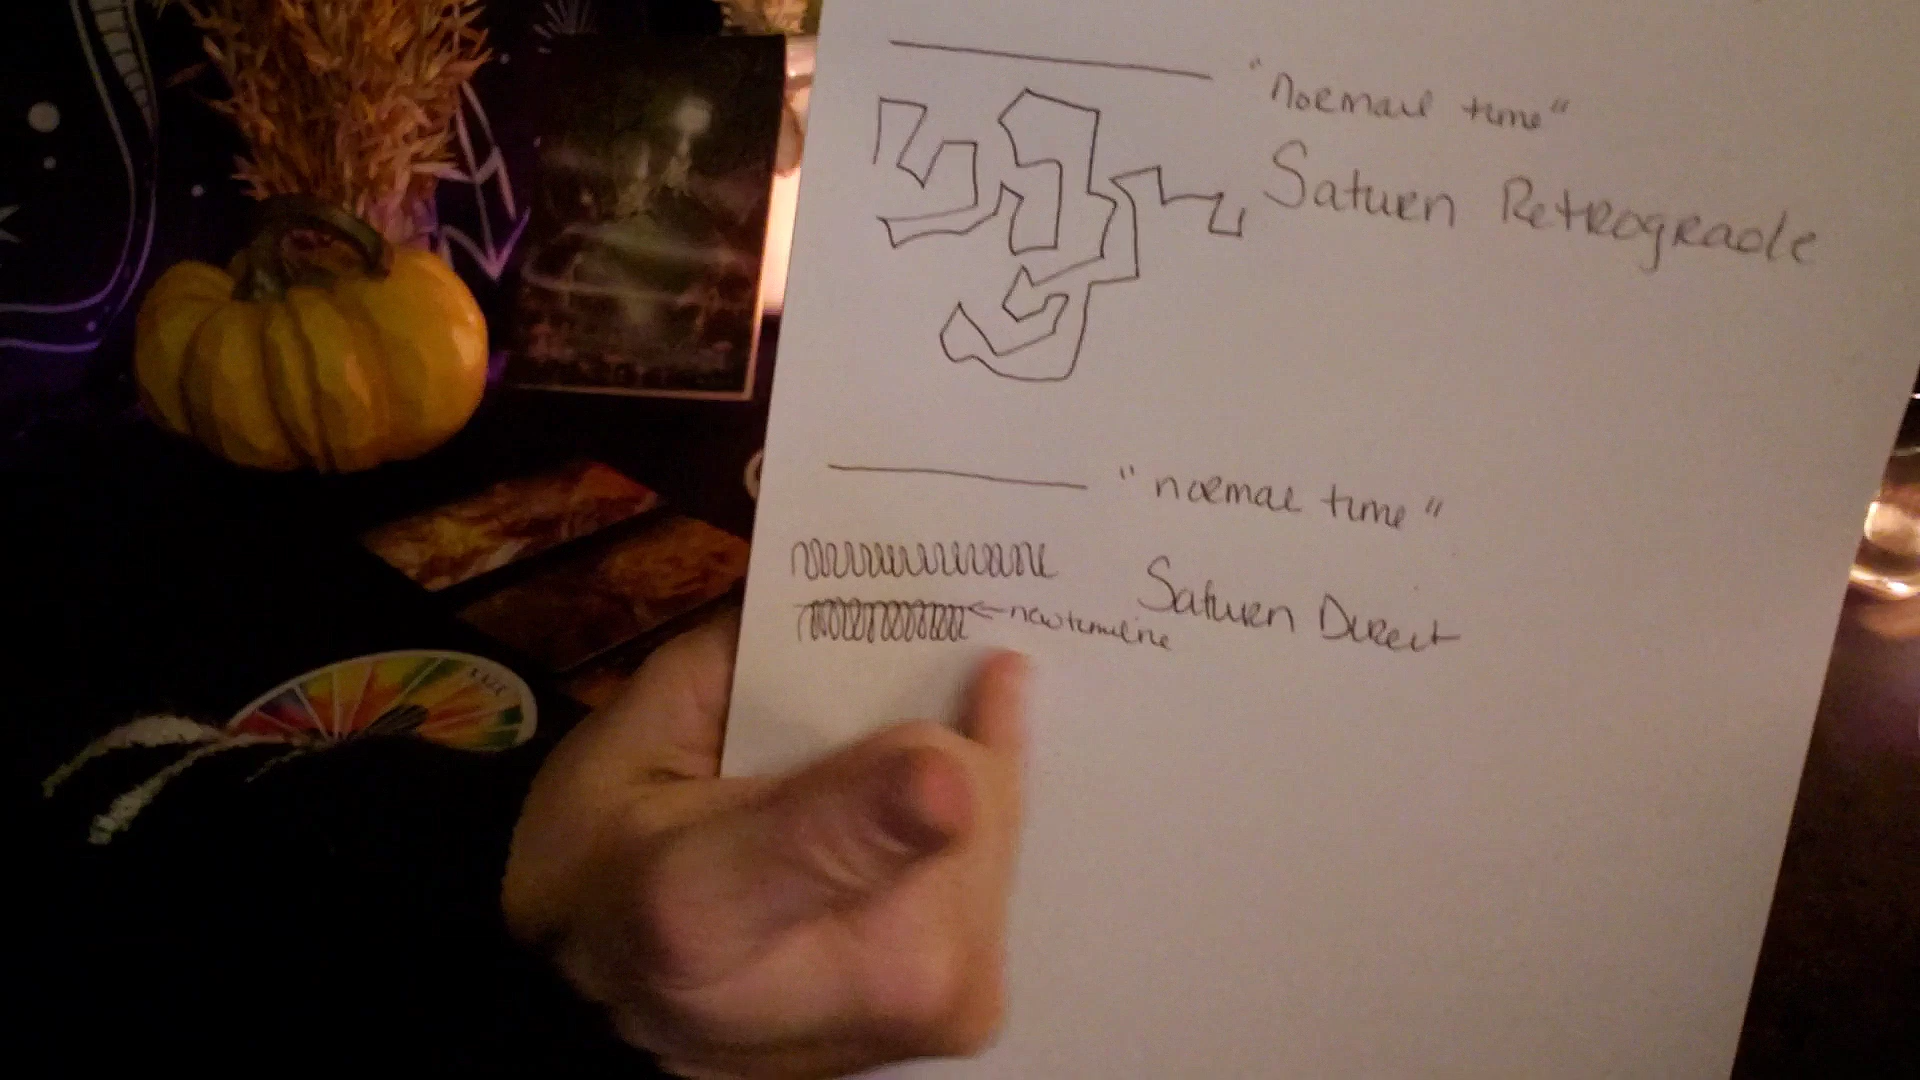 "normal time"
Saturn Retrograde
"normal time"
Saturn Direct
← new timeline